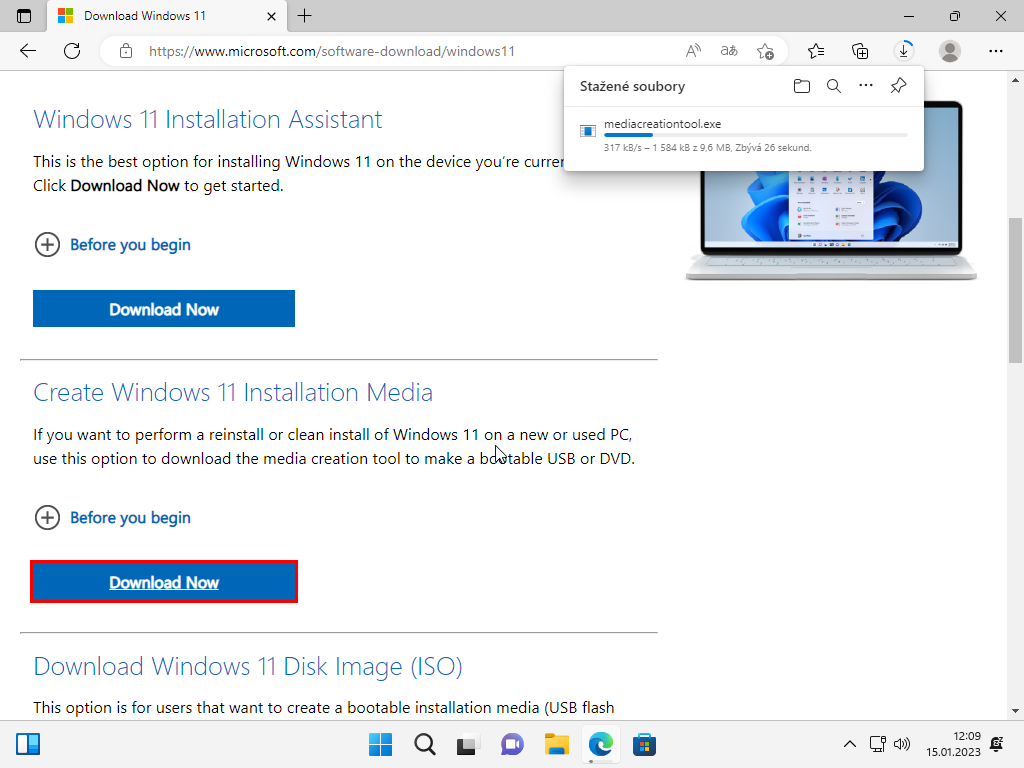 Download Windows 11
https://www.microsoft.com/software-download/windows11
Stažené soubory
mediacreationtool.exe
317 kB/s – 1 584 kB z 9,6 MB, Zbývá 26 sekund.
Windows 11 Installation Assistant
This is the best option for installing Windows 11 on the device you're
Click Download Now to get started.
Before you begin
Download Now
Create Windows 11 Installation Media
If you want to perform a reinstall or clean install of Windows 11 on a new or used PC,
use this option to download the media creation tool to make a bootable USB or DVD.
Before you begin
Download Now
Download Windows 11 Disk Image (ISO)
This option is for users that want to create a bootable installation media (USB flash
12:09
15.01.2023